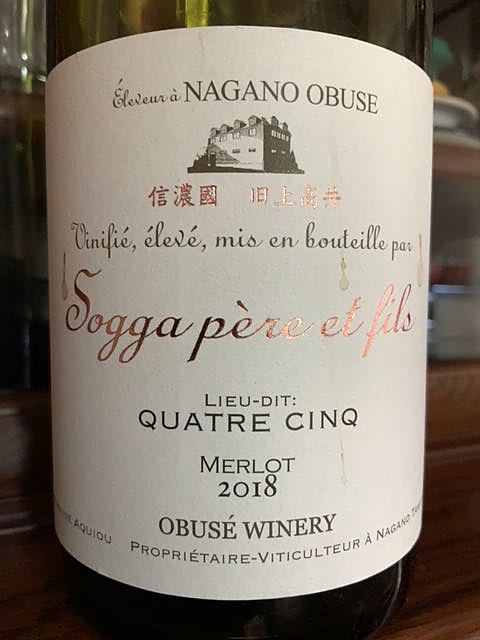 Éleveur à NAGANO OBUSE
信濃國 旧上高井
Vinifié, élevé, mis en bouteille par
Sogga père et fils
LIEU-DIT:
QUATRE CINQ
MERLOT
2018
OBUSÉ WINERY
AQUIOU
PROPRIÉTAIRE-VITICULTEUR À NAGANO